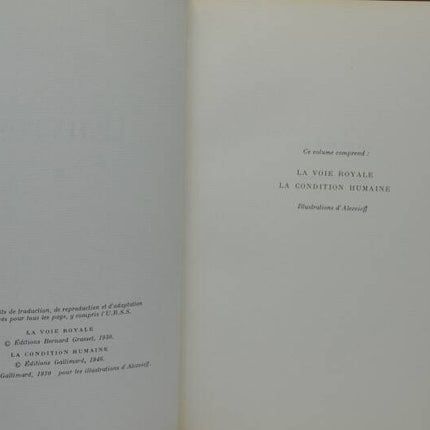 its de traduction, de reproduction et d'adaptation
és pour tous les pays, y compris l'U.R.S.S.
LA VOIE ROYALE
© Éditions Bernard Grasset, 1930.
LA CONDITION HUMAINE
© Éditions Gallimard, 1946.
Gallimard, 1970 pour les illustrations d'Alexeieff.
Ce volume comprend :
LA VOIE ROYALE
LA CONDITION HUMAINE
Illustrations d'Alexeieff